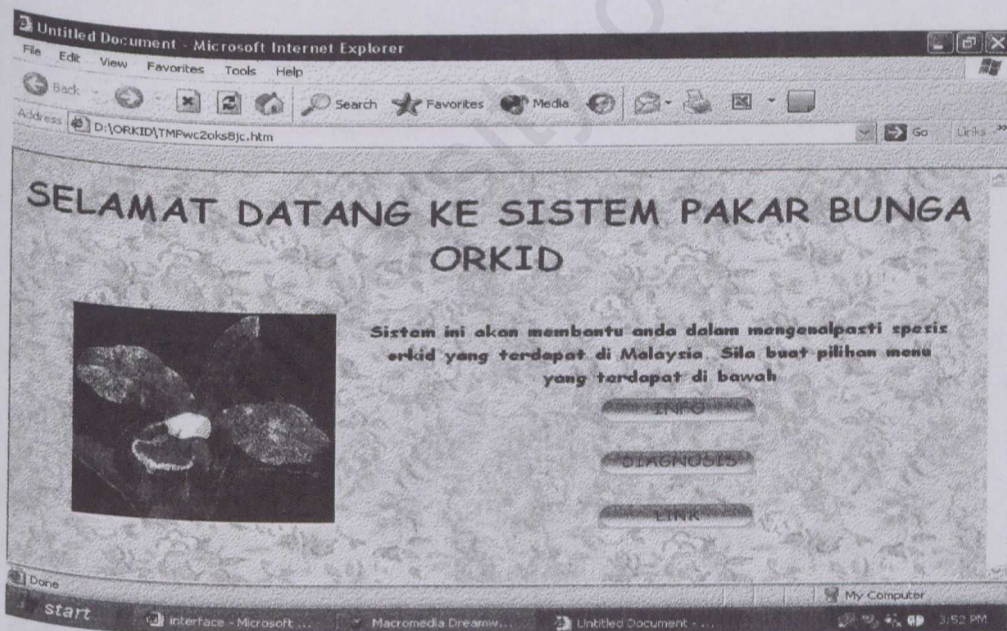 Untitled Document - Microsoft Internet Explorer
File Edit View Favorites Tools Help
Back Search Favorites Media
Address D:\ORKID\TMPwc2oks8jc.htm Go Links
SELAMAT DATANG KE SISTEM PAKAR BUNGA
ORKID
Sistem ini akan membantu anda dalam mengenalpasti spesis
orkid yang terdapat di Malaysia. Sila buat pilihan menu
yang terdapat di bawah
INFO
DIAGNOSIS
LINK
Done My Computer
start interface - Microsoft ... Macromedia Dreamw... Untitled Document - ... 3:52 PM